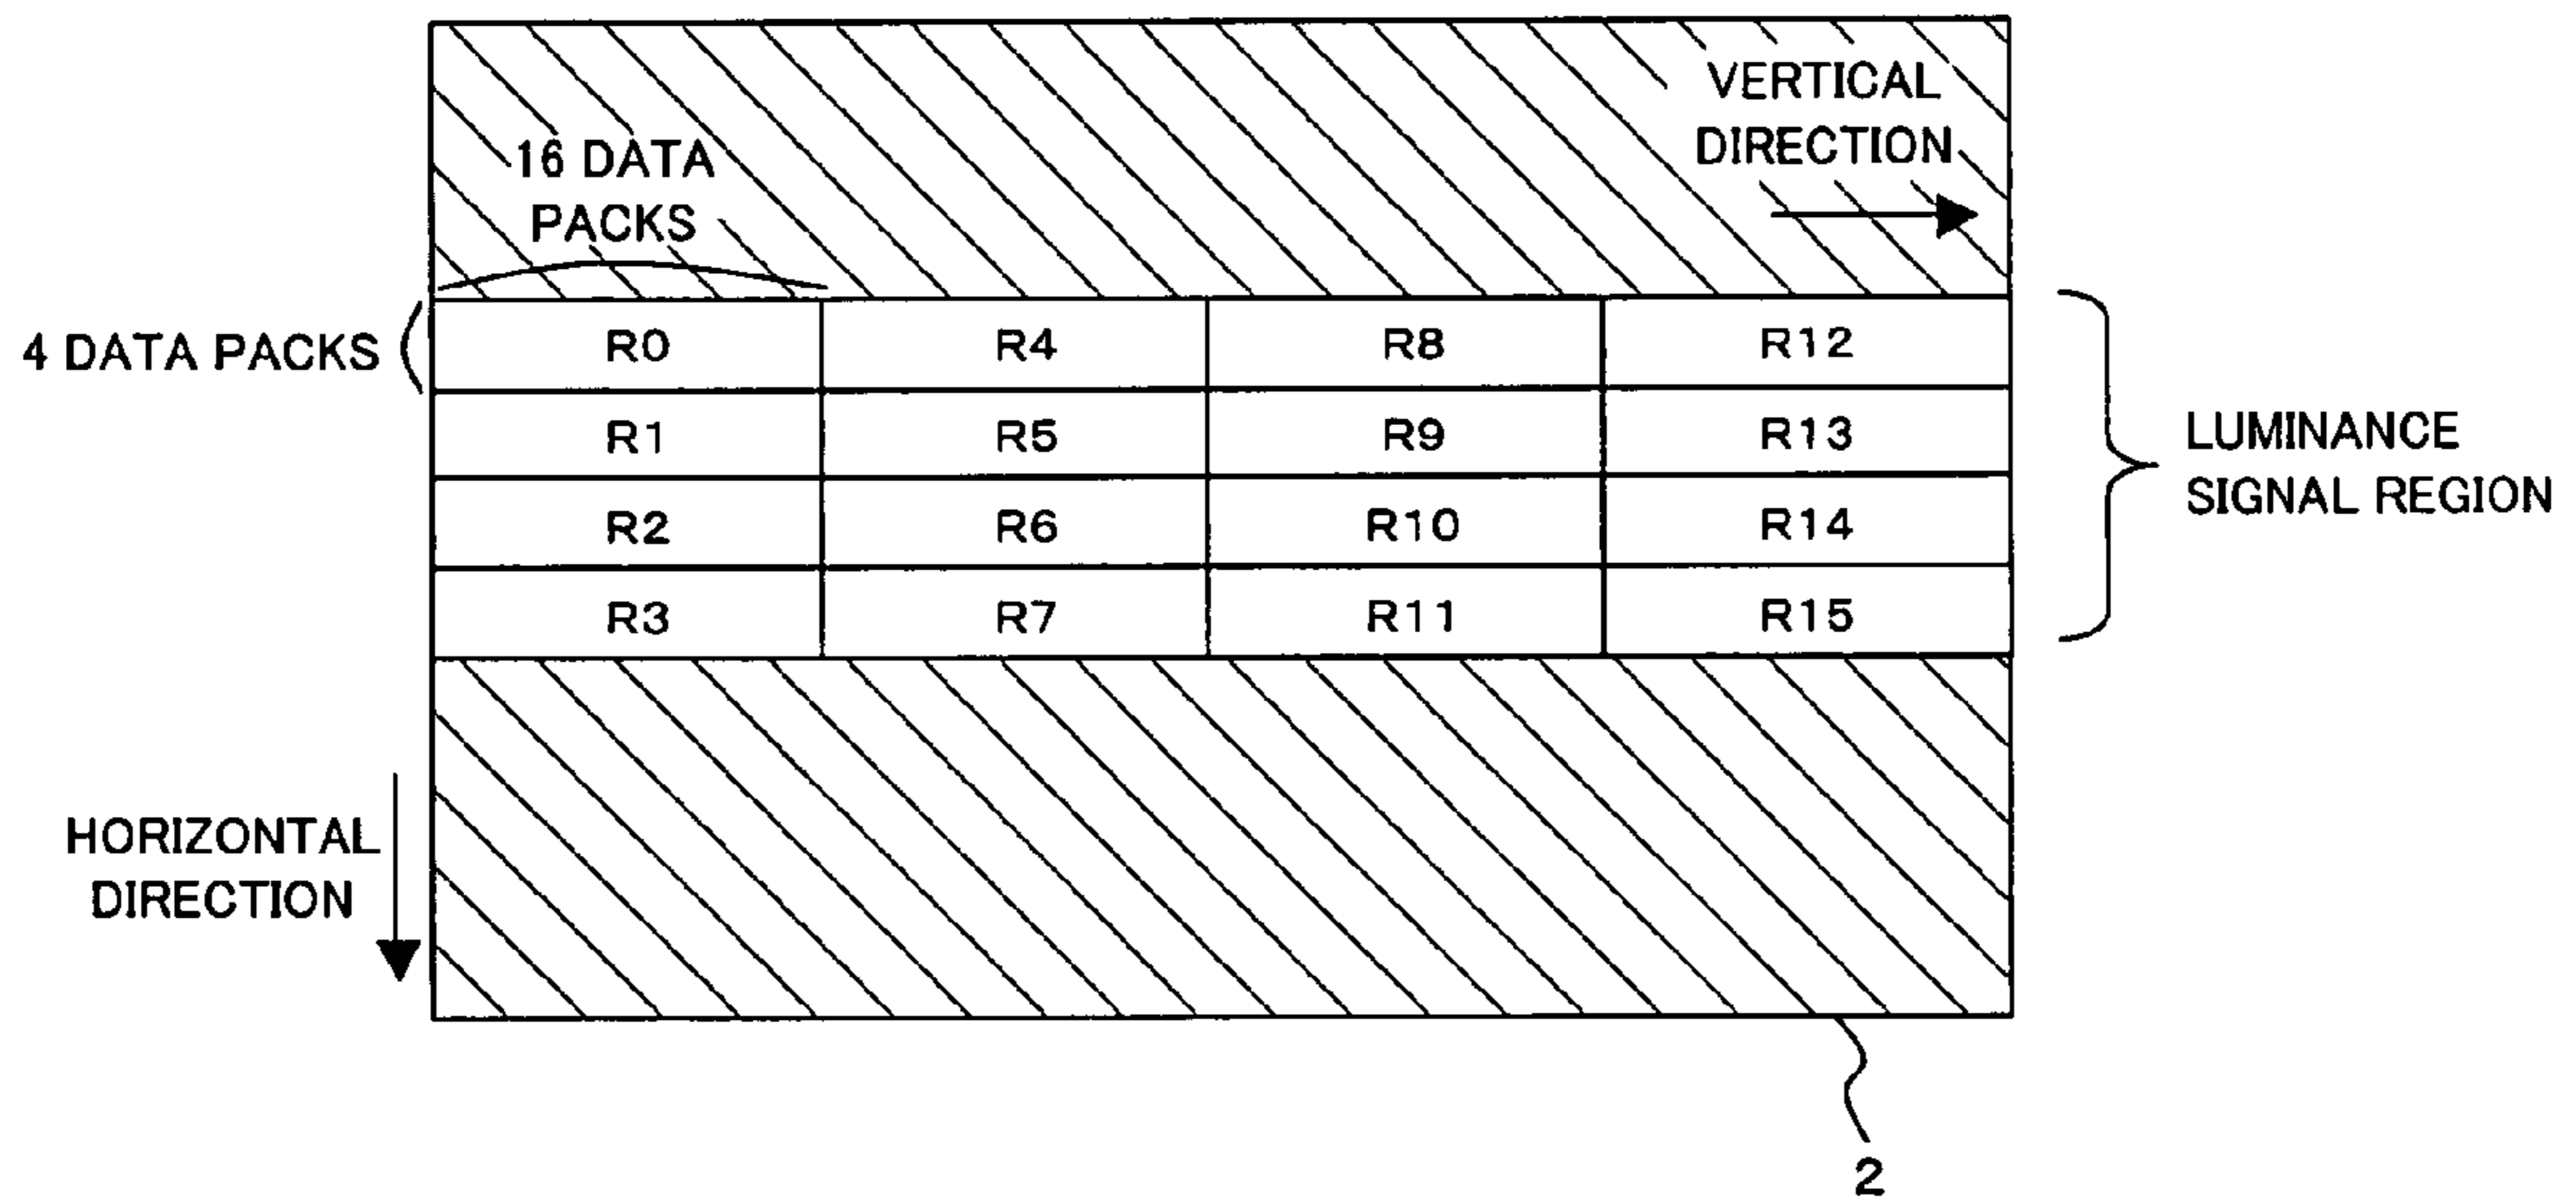 VERTICAL
DIRECTION
16 DATA
PACKS
4 DATA PACKS
R0 R4 R8 R12
R1 R5 R9 R13
R2 R6 R10 R14
R3 R7 R11 R15
LUMINANCE
SIGNAL REGION
HORIZONTAL
DIRECTION
2